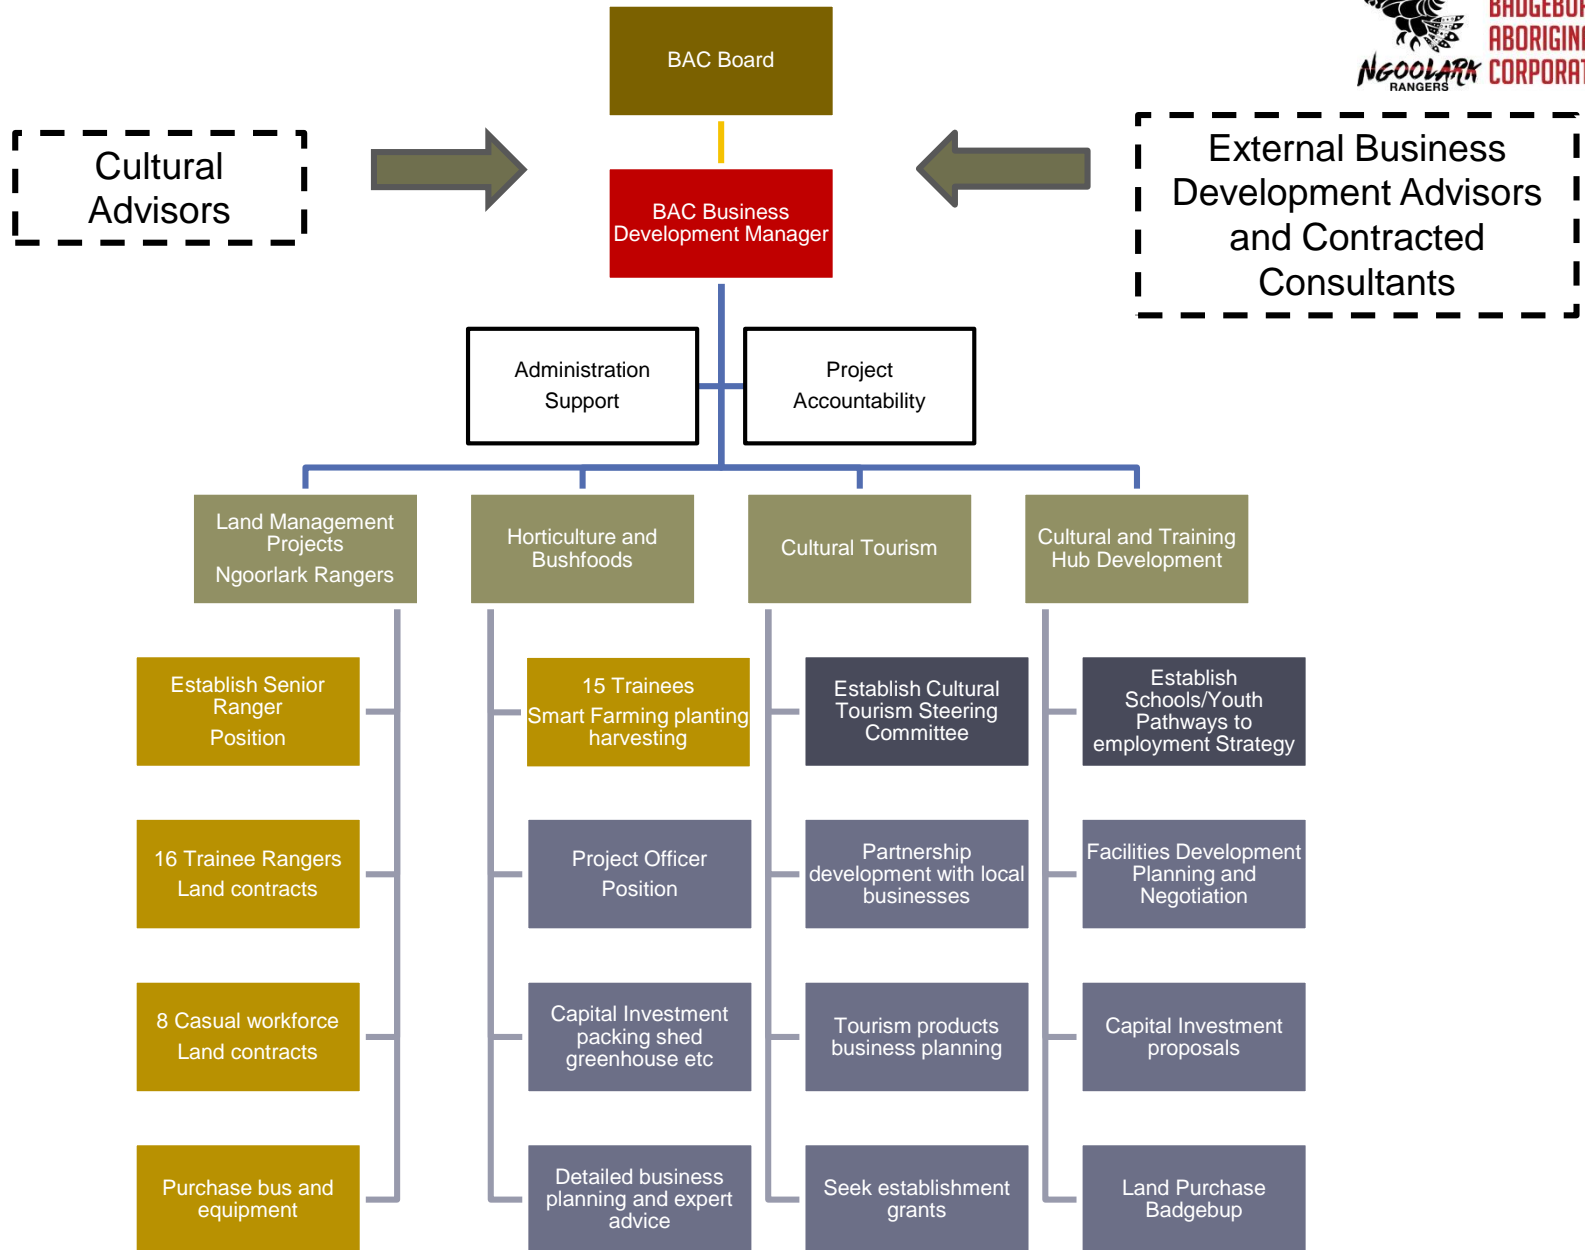 BAC Board
NGOOLARK
RANGERS
ABORIGINA
CORPORAT
Cultural
Advisors
External Business
Development Advisors
and Contracted
Consultants
BAC Business
Development Manager
Administration
Support
Project
Accountability
Land Management
Projects
Ngoorlark Rangers
Horticulture and
Bushfoods
Cultural Tourism
Cultural and Training
Hub Development
Establish Senior
Ranger
Position
15 Trainees
Smart Farming planting
harvesting
Establish Cultural
Tourism Steering
Committee
Establish
Schools/Youth
Pathways to
employment Strategy
16 Trainee Rangers
Land contracts
Project Officer
Position
Partnership
development with local
businesses
Facilities Development
Planning and
Negotiation
8 Casual workforce
Land contracts
Capital Investment
packing shed
greenhouse etc
Tourism products
business planning
Capital Investment
proposals
Purchase bus and
equipment
Detailed business
planning and expert
advice
Seek establishment
grants
Land Purchase
Badgebup